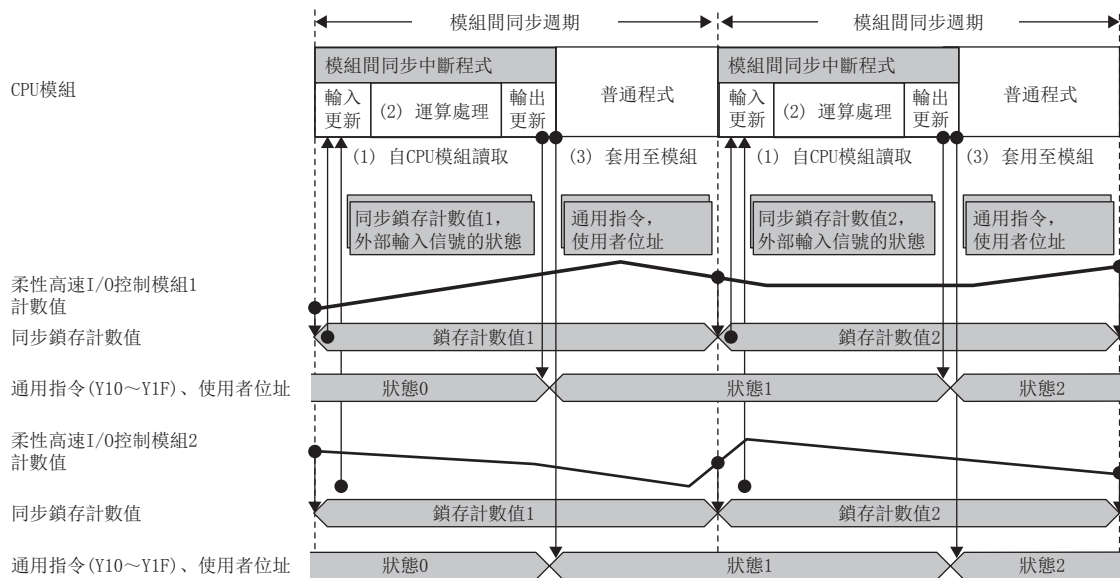 模組間同步週期
模組間同步週期
CPU模組
模組間同步中斷程式
輸入
更新
(2) 運算處理
輸出
更新
普通程式
模組間同步中斷程式
輸入
更新
(2) 運算處理
輸出
更新
普通程式
(1) 自CPU模組讀取
(3) 套用至模組
(1) 自CPU模組讀取
(3) 套用至模組
同步鎖存計數值1,
外部輸入信號的狀態
通用指令,
使用者位址
同步鎖存計數值2,
外部輸入信號的狀態
通用指令,
使用者位址
柔性高速I/O控制模組1
計數值
同步鎖存計數值
鎖存計數值1
鎖存計數值2
通用指令(Y10～Y1F)、使用者位址
狀態0
狀態1
狀態2
柔性高速I/O控制模組2
計數值
同步鎖存計數值
鎖存計數值1
鎖存計數值2
通用指令(Y10～Y1F)、使用者位址
狀態0
狀態1
狀態2